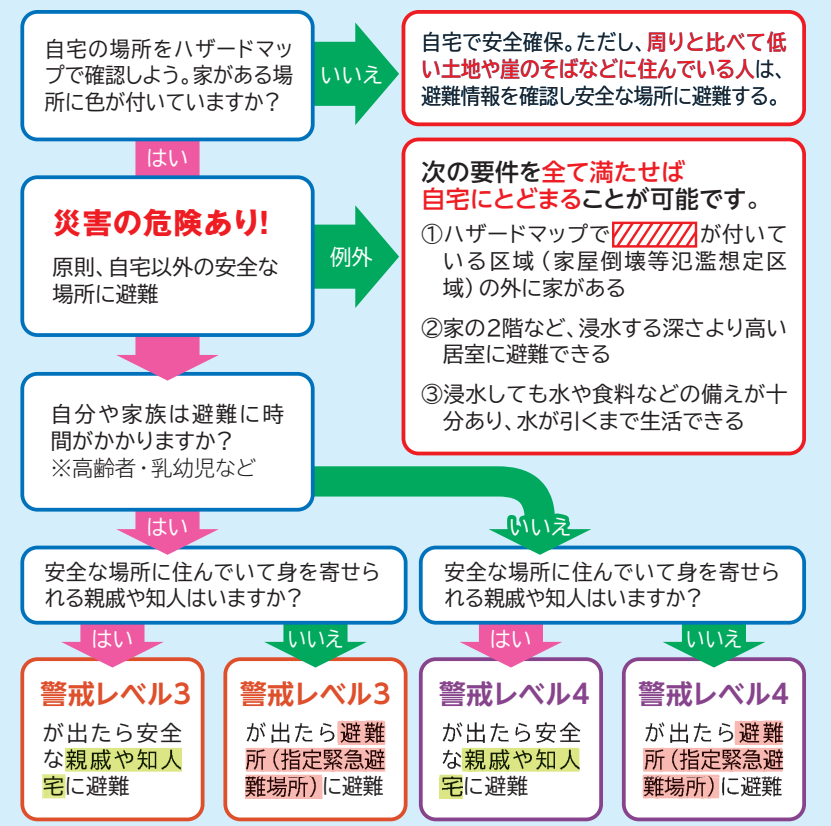 自宅の場所をハザードマッ
プで確認しよう。家がある場
所に色が付いていますか?
いいえ
自宅で安全確保。ただし、周りと比べて低
い土地や崖のそばなどに住んでいる人は、
避難情報を確認し安全な場所に避難する。
はい
災害の危険あり!
原則、自宅以外の安全な
場所に避難
例外
次の要件を全て満たせば
自宅にとどまることが可能です。
①ハザードマップで が付いて
いる区域(家屋倒壊等氾濫想定区
域)の外に家がある
②家の2階など、浸水する深さより高い
居室に避難できる
③浸水しても水や食料などの備えが十
分あり、水が引くまで生活できる
自分や家族は避難に時
間がかかりますか?
※高齢者・乳幼児など
はい
いいえ
安全な場所に住んでいて身を寄せら
れる親戚や知人はいますか?
安全な場所に住んでいて身を寄せら
れる親戚や知人はいますか?
はい
いいえ
はい
いいえ
警戒レベル3
が出たら安全
な親戚や知人
宅に避難
警戒レベル3
が出たら避難
所(指定緊急避
難場所)に避難
警戒レベル4
が出たら安全
な親戚や知人
宅に避難
警戒レベル4
が出たら避難
所(指定緊急避
難場所)に避難